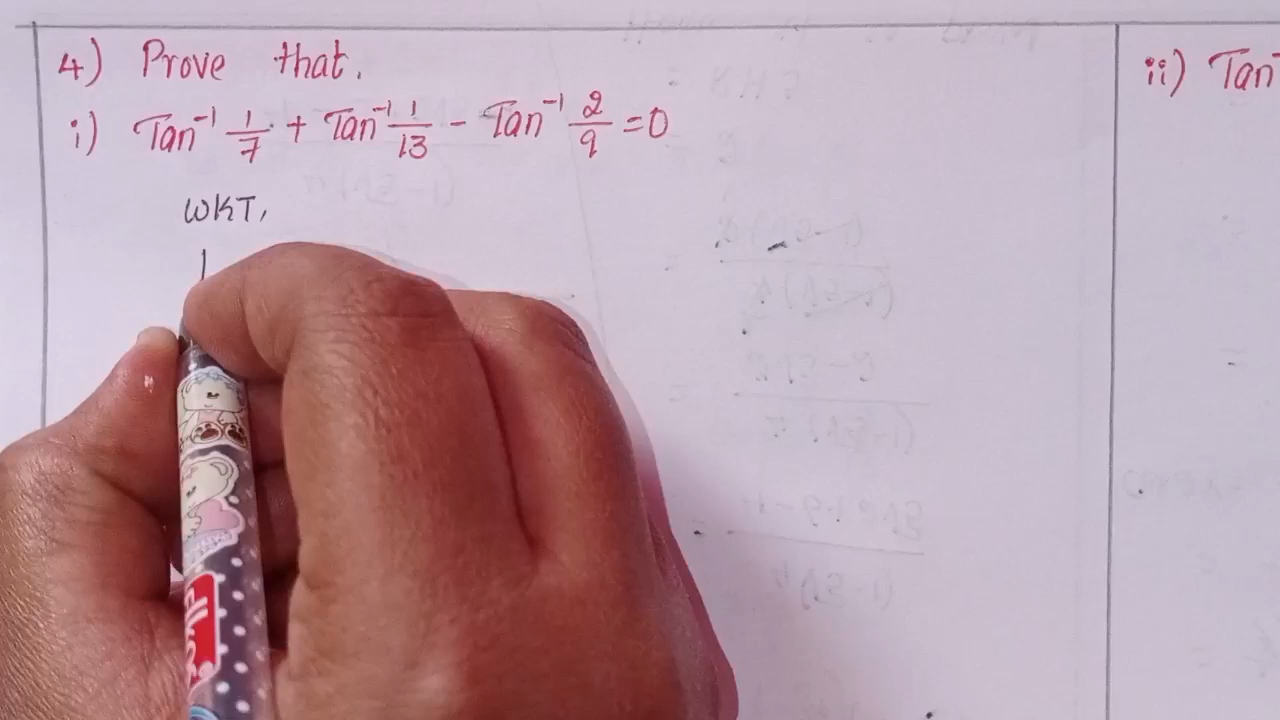 4) Prove that.
i) Tan⁻¹ 1/7 + Tan⁻¹ 1/13 - Tan⁻¹ 2/9 = 0
WKT,
ii) Tan